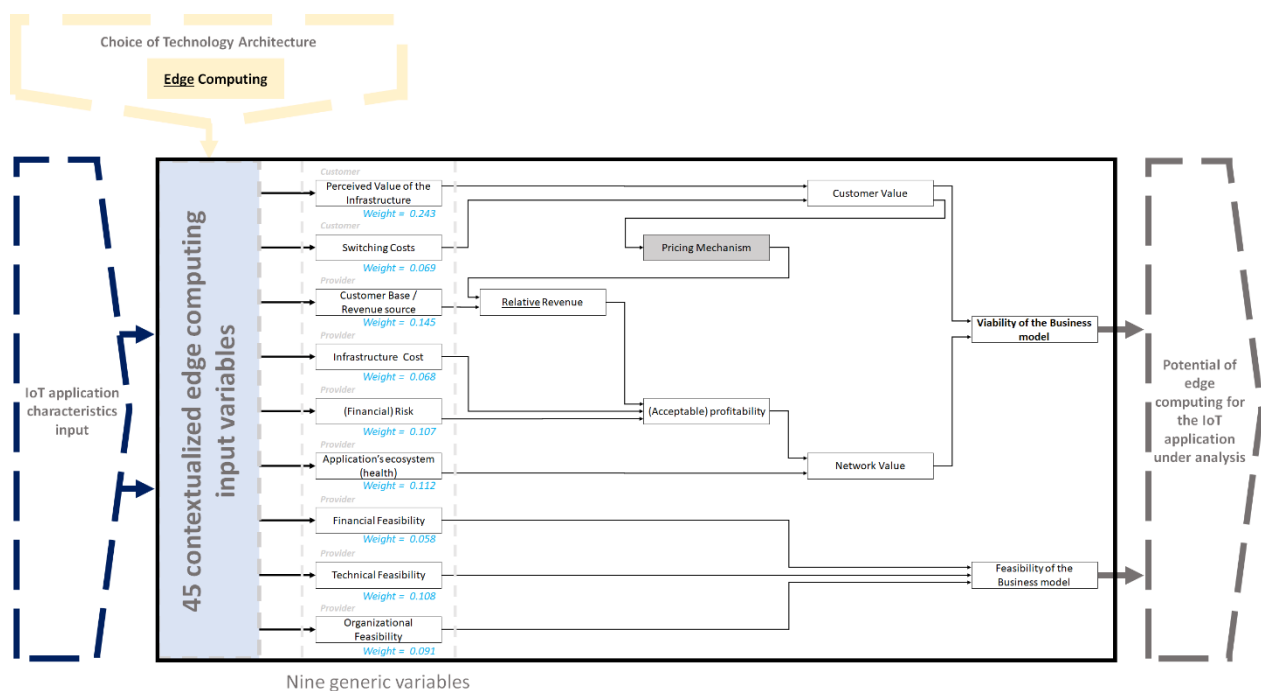 Choice of Technology Architecture
Edge Computing
IoT application
characteristics
input
45 contextualized edge computing
input variables
Customer
Perceived Value of the
Infrastructure
Weight = 0.243
Customer
Switching Costs
Weight = 0.069
Provider
Customer Base /
Revenue source
Weight = 0.145
Provider
Infrastructure Cost
Weight = 0.068
Provider
(Financial) Risk
Weight = 0.107
Provider
Application's ecosystem
(health)
Weight = 0.112
Provider
Financial Feasibility
Weight = 0.058
Provider
Technical Feasibility
Weight = 0.108
Provider
Organizational
Feasibility
Weight = 0.091
Nine generic variables
Relative Revenue
Customer Value
Pricing Mechanism
(Acceptable) profitability
Network Value
Viability of the Business
model
Feasibility of the
Business model
Potential of
edge
computing for
the IoT
application
under analysis